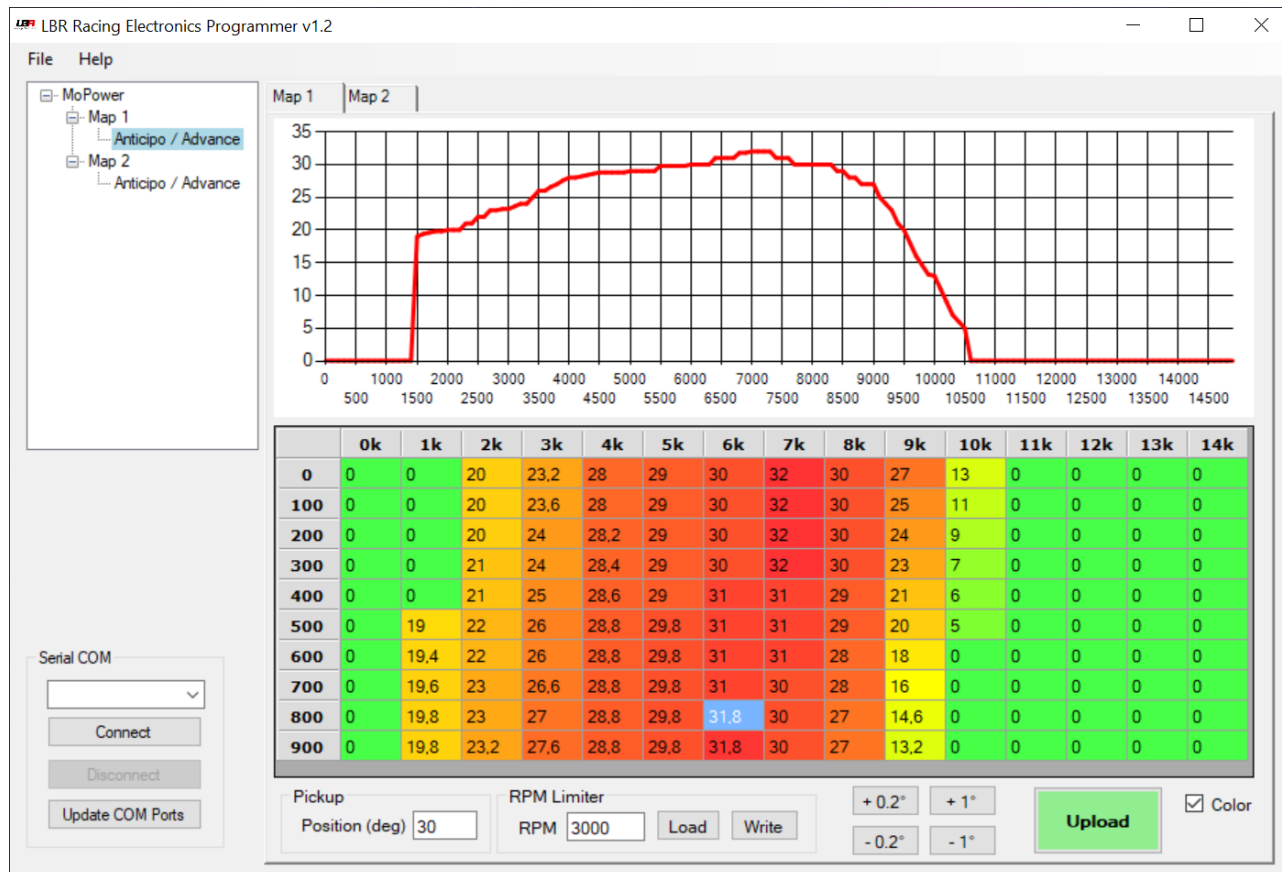 LBR LBR Racing Electronics Programmer v1.2
File Help
MoPower
Map 1
Anticipo / Advance
Map 2
Anticipo / Advance
Map 1 Map 2
35
30
25
20
15
10
5
0
0 1000 2000 3000 4000 5000 6000 7000 8000 9000 10000 11000 12000 13000 14000
500 1500 2500 3500 4500 5500 6500 7500 8500 9500 10500 11500 12500 13500 14500
0k 1k 2k 3k 4k 5k 6k 7k 8k 9k 10k 11k 12k 13k 14k
0 0 0 20 23,2 28 29 30 32 30 27 13 0 0 0 0
100 0 0 20 23,6 28 29 30 32 30 25 11 0 0 0 0
200 0 0 20 24 28,2 29 30 32 30 24 9 0 0 0 0
300 0 0 21 24 28,4 29 30 32 30 23 7 0 0 0 0
400 0 0 21 25 28,6 29 31 31 29 21 6 0 0 0 0
500 0 19 22 26 28,8 29,8 31 31 29 20 5 0 0 0 0
600 0 19,4 22 26 28,8 29,8 31 31 28 18 0 0 0 0 0
700 0 19,6 23 26,6 28,8 29,8 31 30 28 16 0 0 0 0 0
800 0 19,8 23 27 28,8 29,8 31,8 30 27 14,6 0 0 0 0 0
900 0 19,8 23,2 27,6 28,8 29,8 31,8 30 27 13,2 0 0 0 0 0
Serial COM
Connect
Disconnect
Update COM Ports
Pickup
Position (deg) 30
RPM Limiter
RPM 3000 Load Write
+ 0.2° + 1°
- 0.2° - 1°
Upload
Color